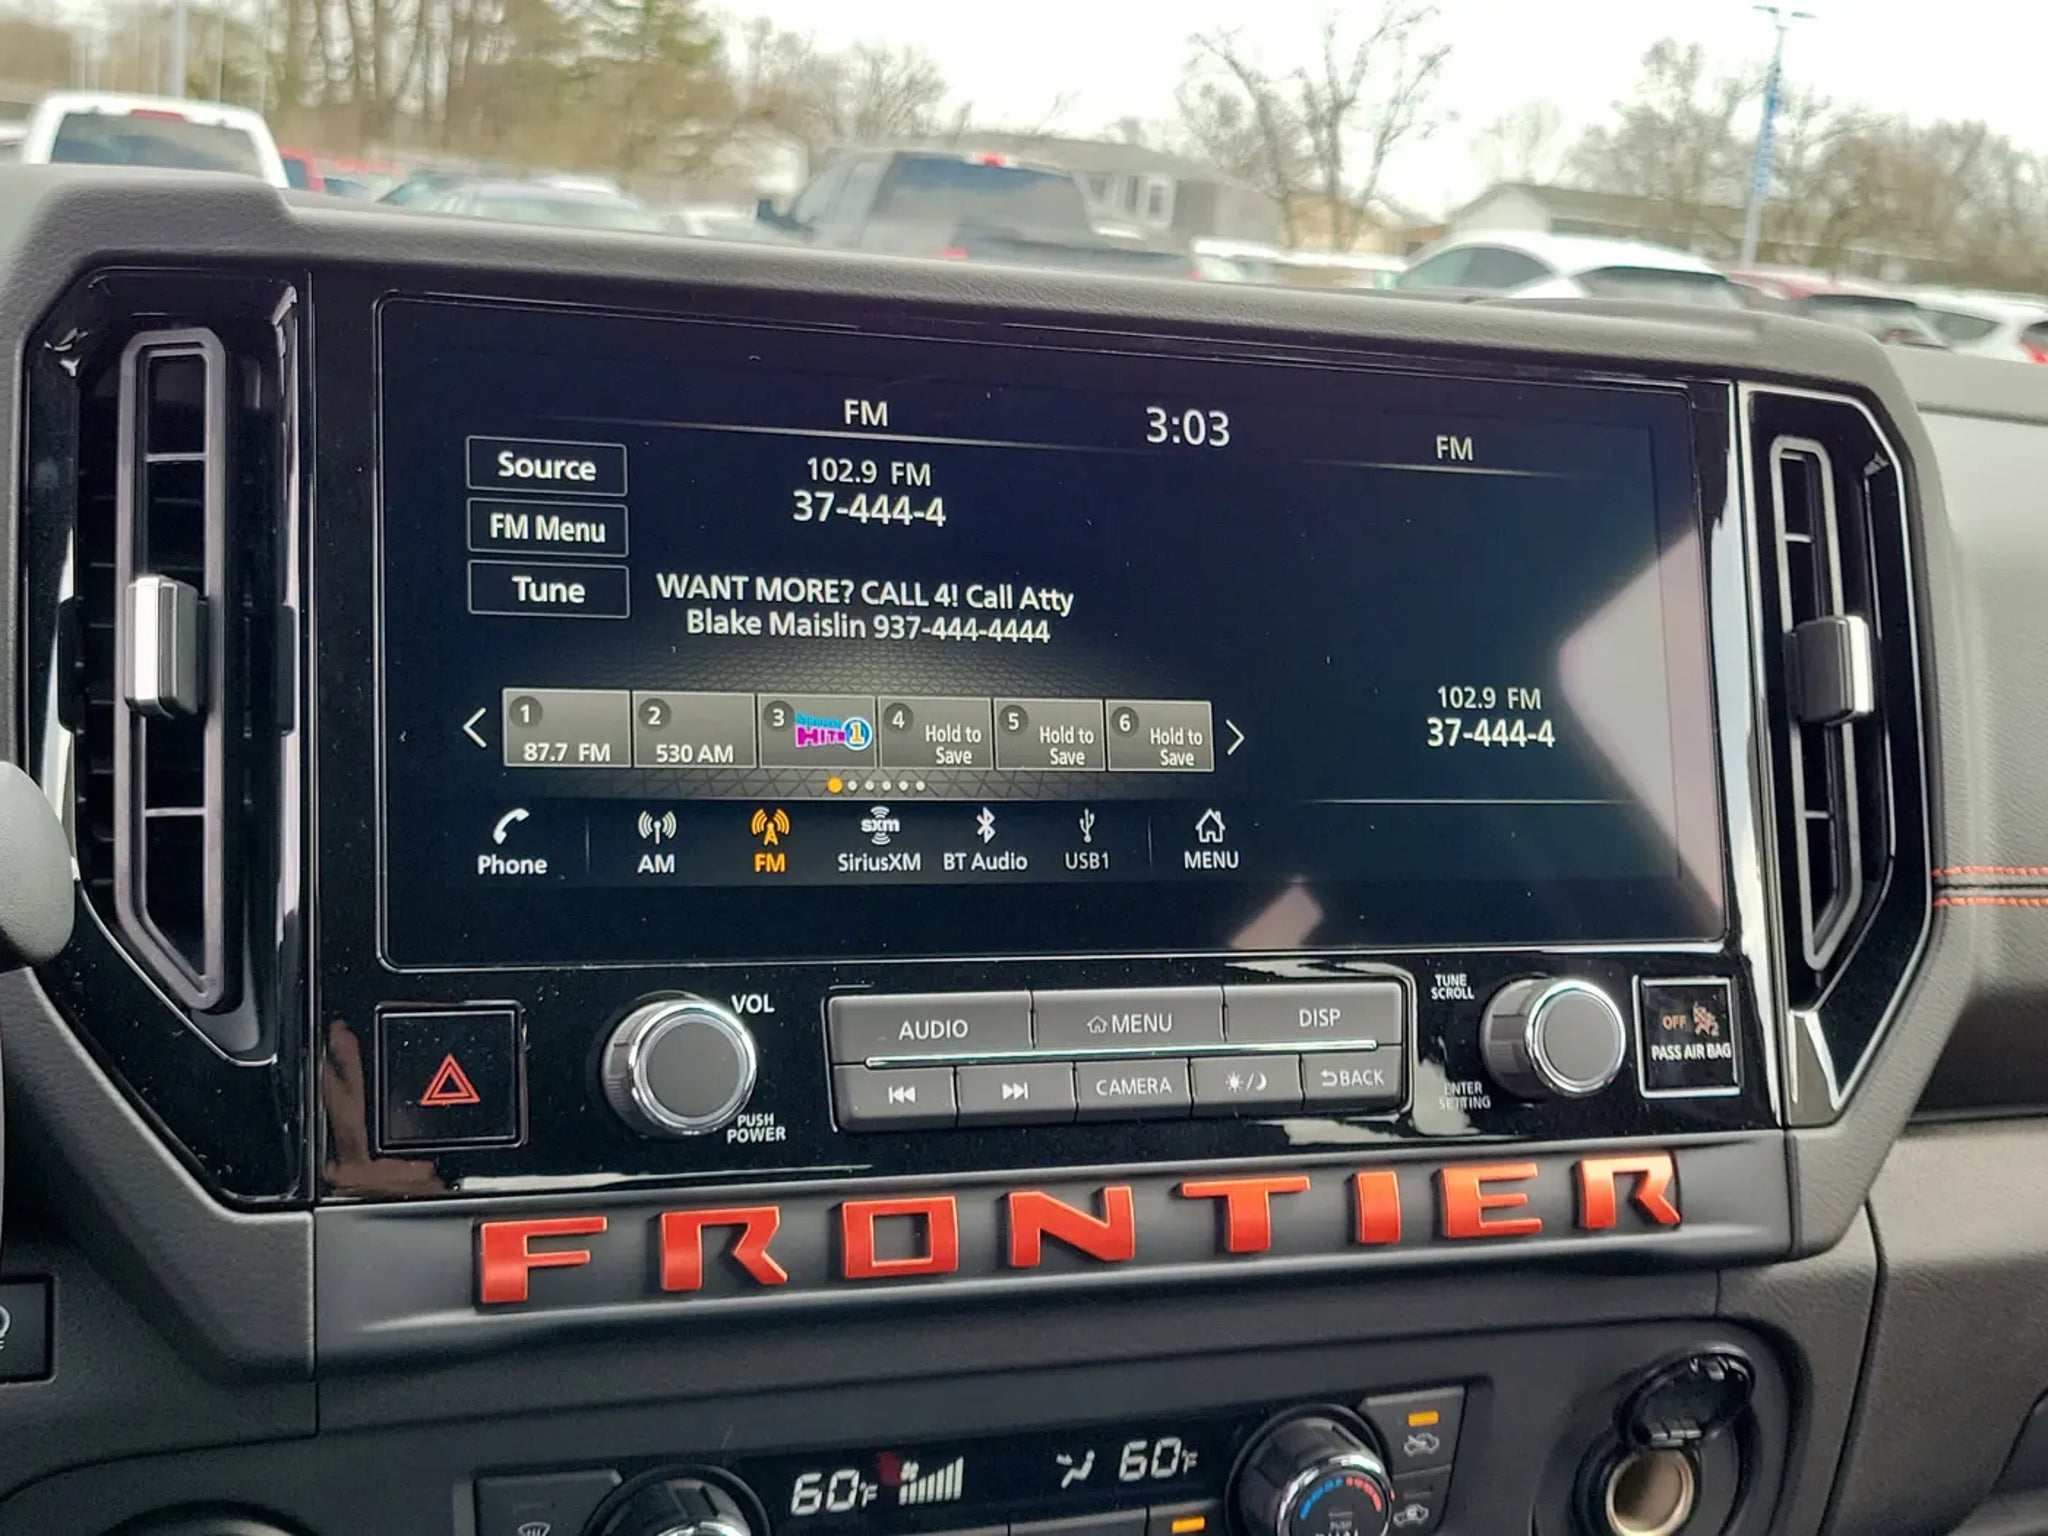 FM
3:03
FM
Source
102.9 FM
37-444-4
FM Menu
Tune
WANT MORE? CALL 4! Call Atty
Blake Maislin 937-444-4444
102.9 FM
37-444-4
1
87.7 FM
2
530 AM
3
HITS 1
4
Hold to
Save
5
Hold to
Save
6
Hold to
Save
Phone
AM
FM
sxm
SiriusXM
BT Audio
USB1
MENU
VOL
PUSH
POWER
AUDIO
MENU
DISP
CAMERA
BACK
TUNE
SCROLL
ENTER
SETTING
OFF
2
PASS AIR BAG
FRONTIER
60°F
60°F